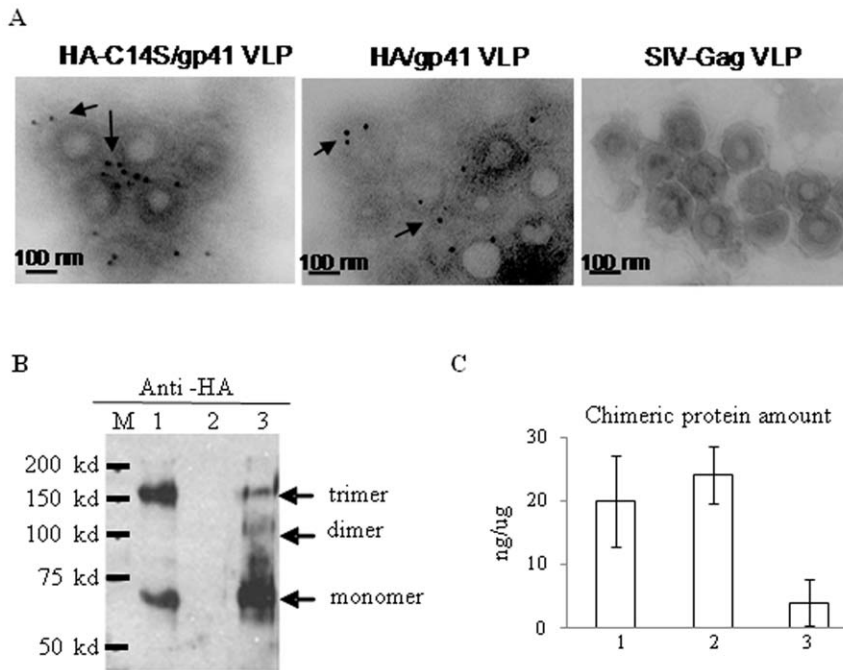 A
HA-C14S/gp41 VLP
HA/gp41 VLP
SIV-Gag VLP
100 nm
100 nm
100 nm
B
Anti -HA
M 1 2 3
200 kd
150 kd
100 kd
75 kd
50 kd
trimer
dimer
monomer
C
Chimeric protein amount
ng/ug
30
20
10
0
1 2 3